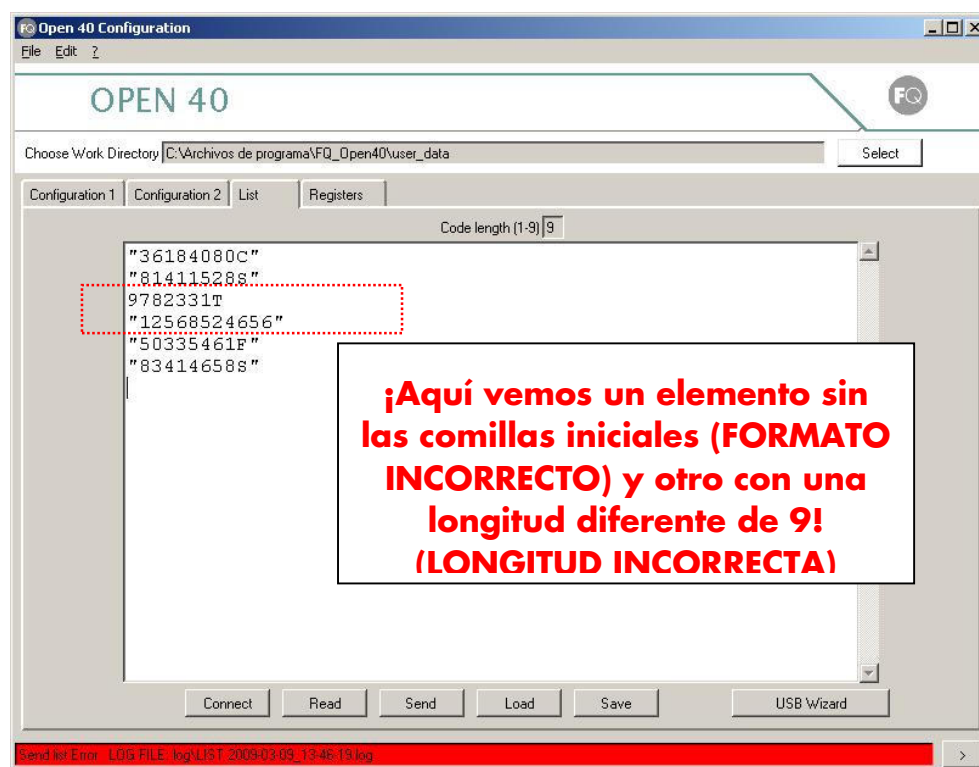 Open 40 Configuration
File Edit ?
OPEN 40
FQ
Choose Work Directory C:\Archivos de programa\FQ_Open40\user_data Select
Configuration 1 Configuration 2 List Registers
Code length (1-9) 9
"36184080C"
"81411528S"
9782331T
"12568524656"
"50335461F"
"83414658S"
¡Aquí vemos un elemento sin
las comillas iniciales (FORMATO
INCORRECTO) y otro con una
longitud diferente de 9!
(LONGITUD INCORRECTA)
Connect Read Send Load Save USB Wizard
Send list Error LOG FILE: log\LIST 2009-03-09_13-46-19.log >